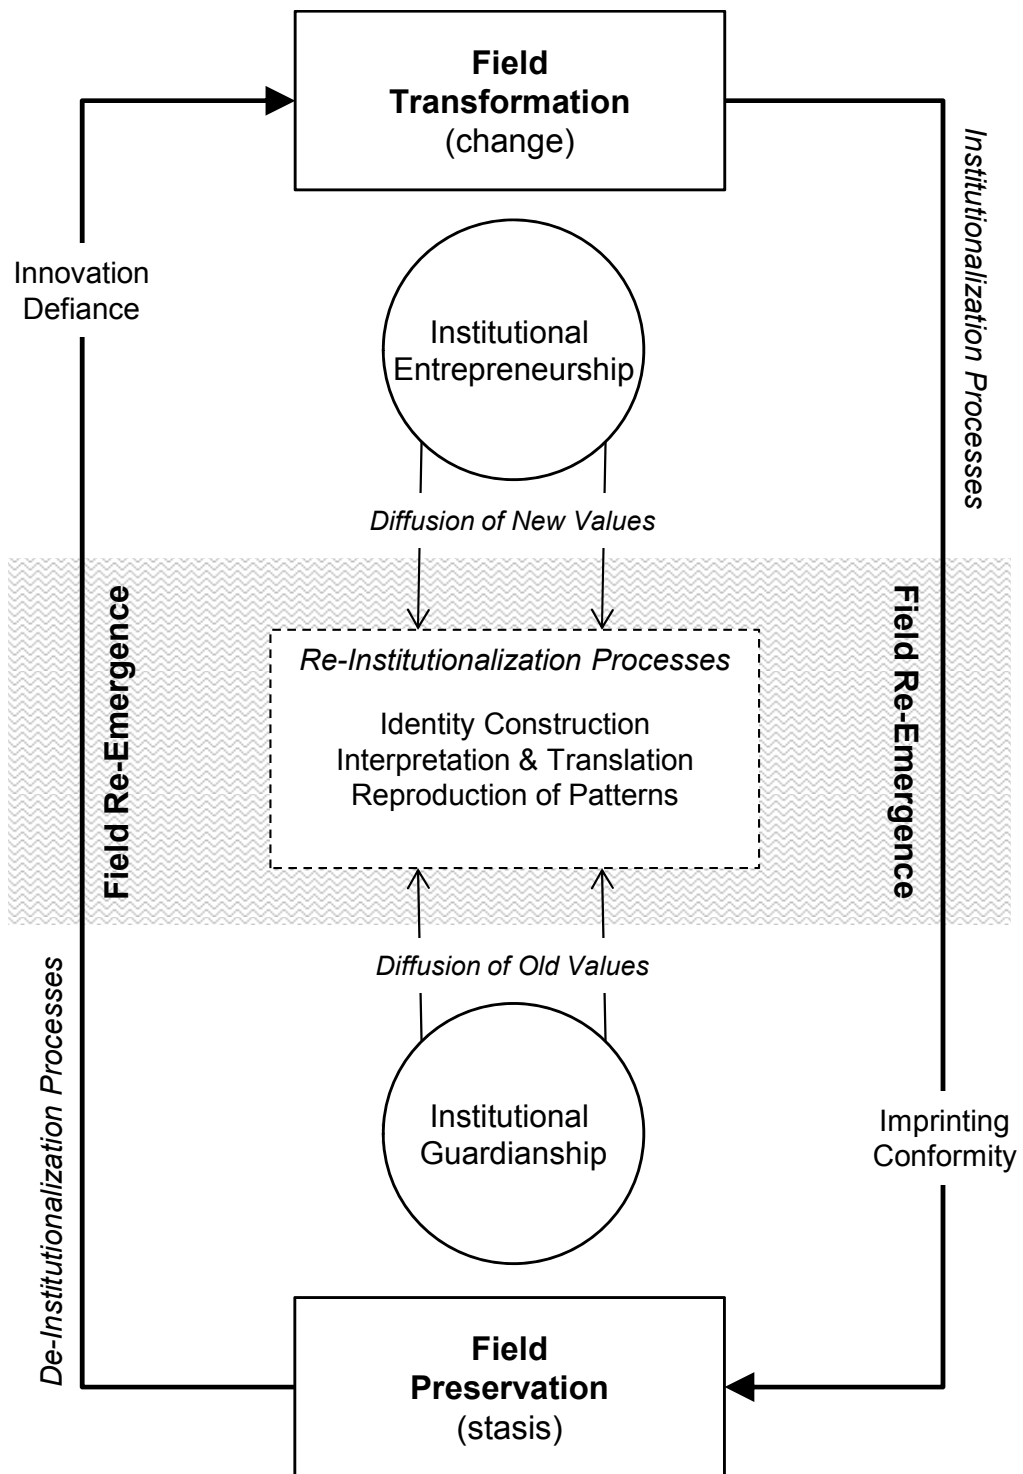 Field
Transformation
(change)
Institutionalization Processes
Innovation
Defiance
Institutional
Entrepreneurship
Diffusion of New Values
Field Re-Emergence
Re-Institutionalization Processes
Identity Construction
Interpretation & Translation
Reproduction of Patterns
Field Re-Emergence
Diffusion of Old Values
De-Institutionalization Processes
Institutional
Guardianship
Imprinting
Conformity
Field
Preservation
(stasis)